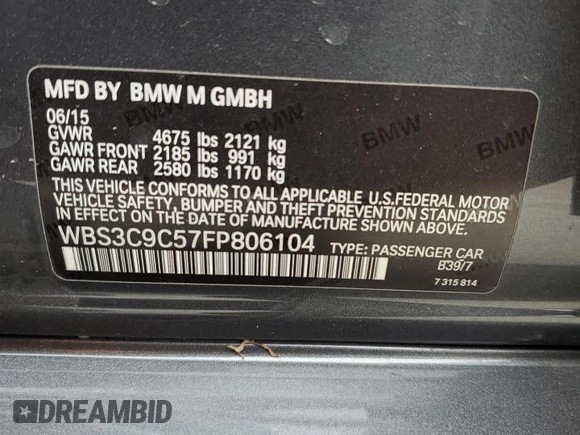 MFD BY BMW M GMBH
06/15
GVWR 4675 lbs 2121 kg
GAWR FRONT 2185 lbs 991 kg
GAWR REAR 2580 lbs 1170 kg
THIS VEHICLE CONFORMS TO ALL APPLICABLE U.S.FEDERAL MOTOR
VEHICLE SAFETY, BUMPER, AND THEFT PREVENTION STANDARDS
IN EFFECT ON THE DATE OF MANUFACTURE SHOWN ABOVE.
WBS3C9C57FP806104 TYPE: PASSENGER CAR
B39/7
7 315 814
BMW
BMW
BMW
DREAMBID